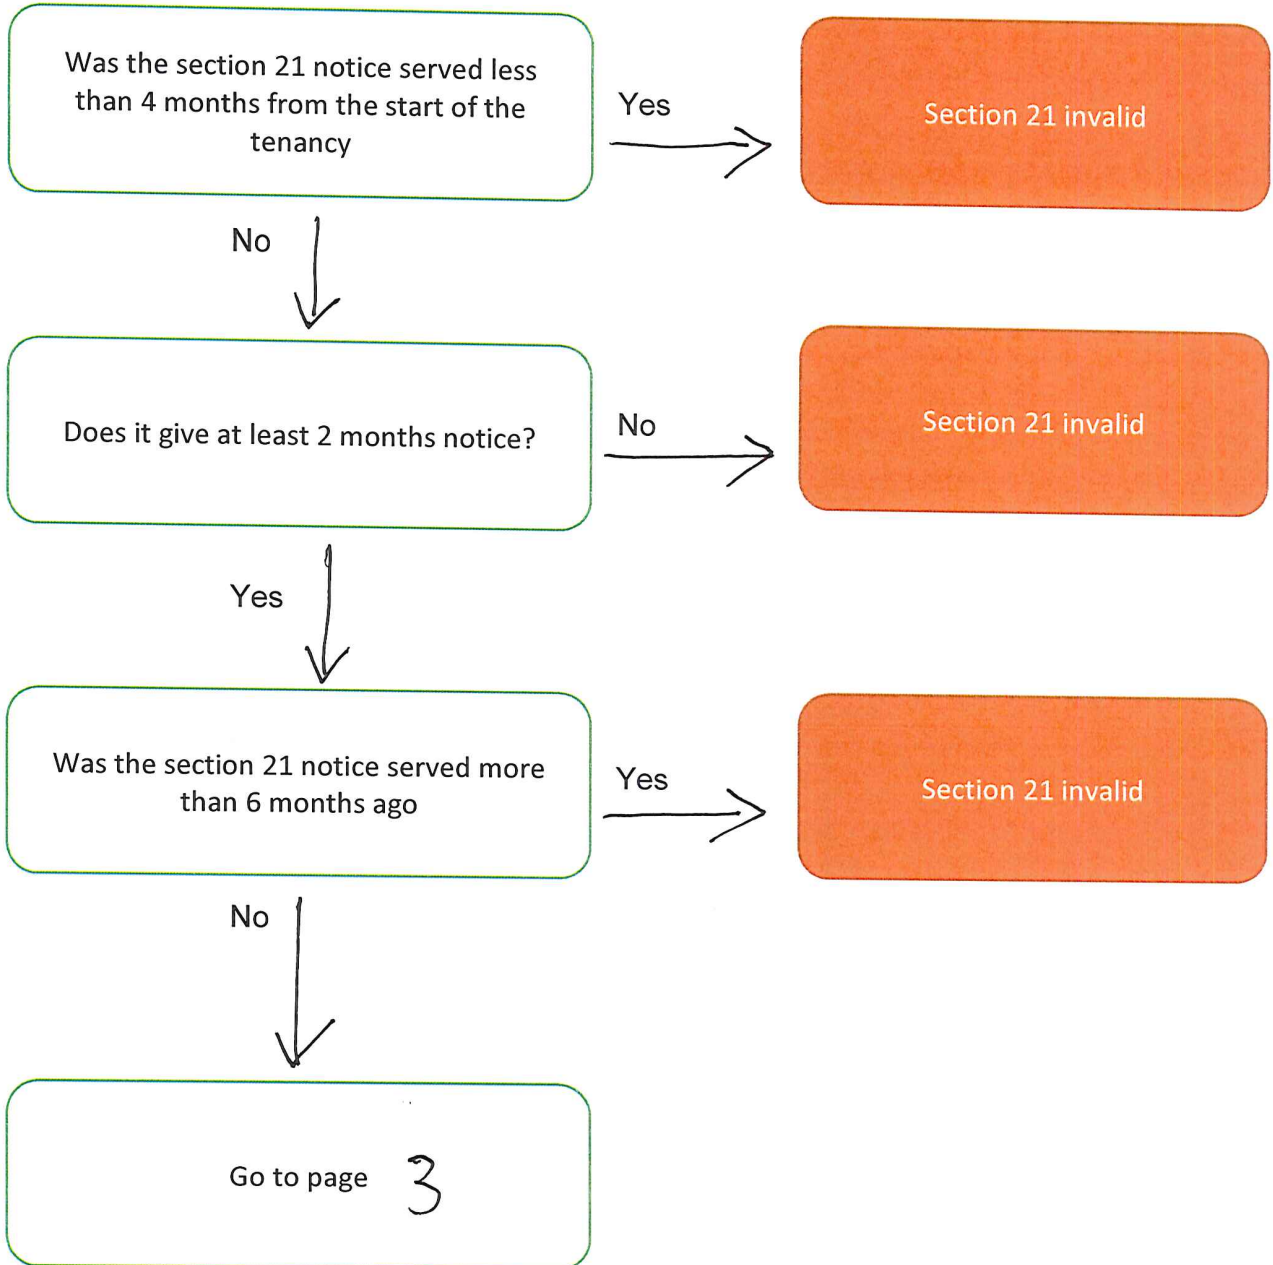 Was the section 21 notice served less
than 4 months from the start of the
tenancy
Yes
Section 21 invalid
No
Does it give at least 2 months notice?
No
Section 21 invalid
Yes
Was the section 21 notice served more
than 6 months ago
Yes
Section 21 invalid
No
Go to page 3